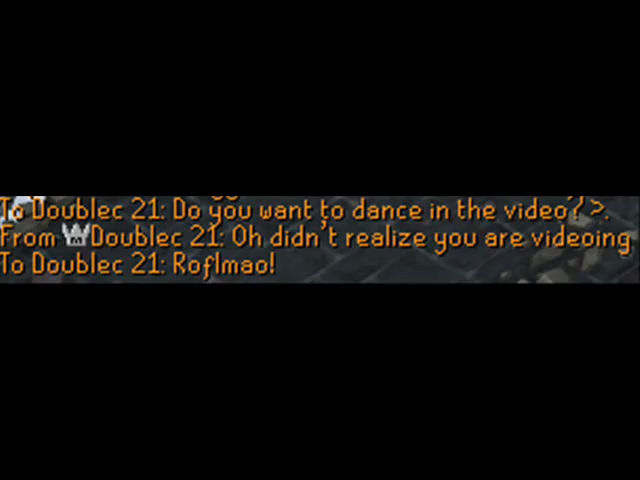 To Doublec 21: Do you want to dance in the video? >.
From Doublec 21: Oh didn't realize you are videoing
To Doublec 21: Roflmao!